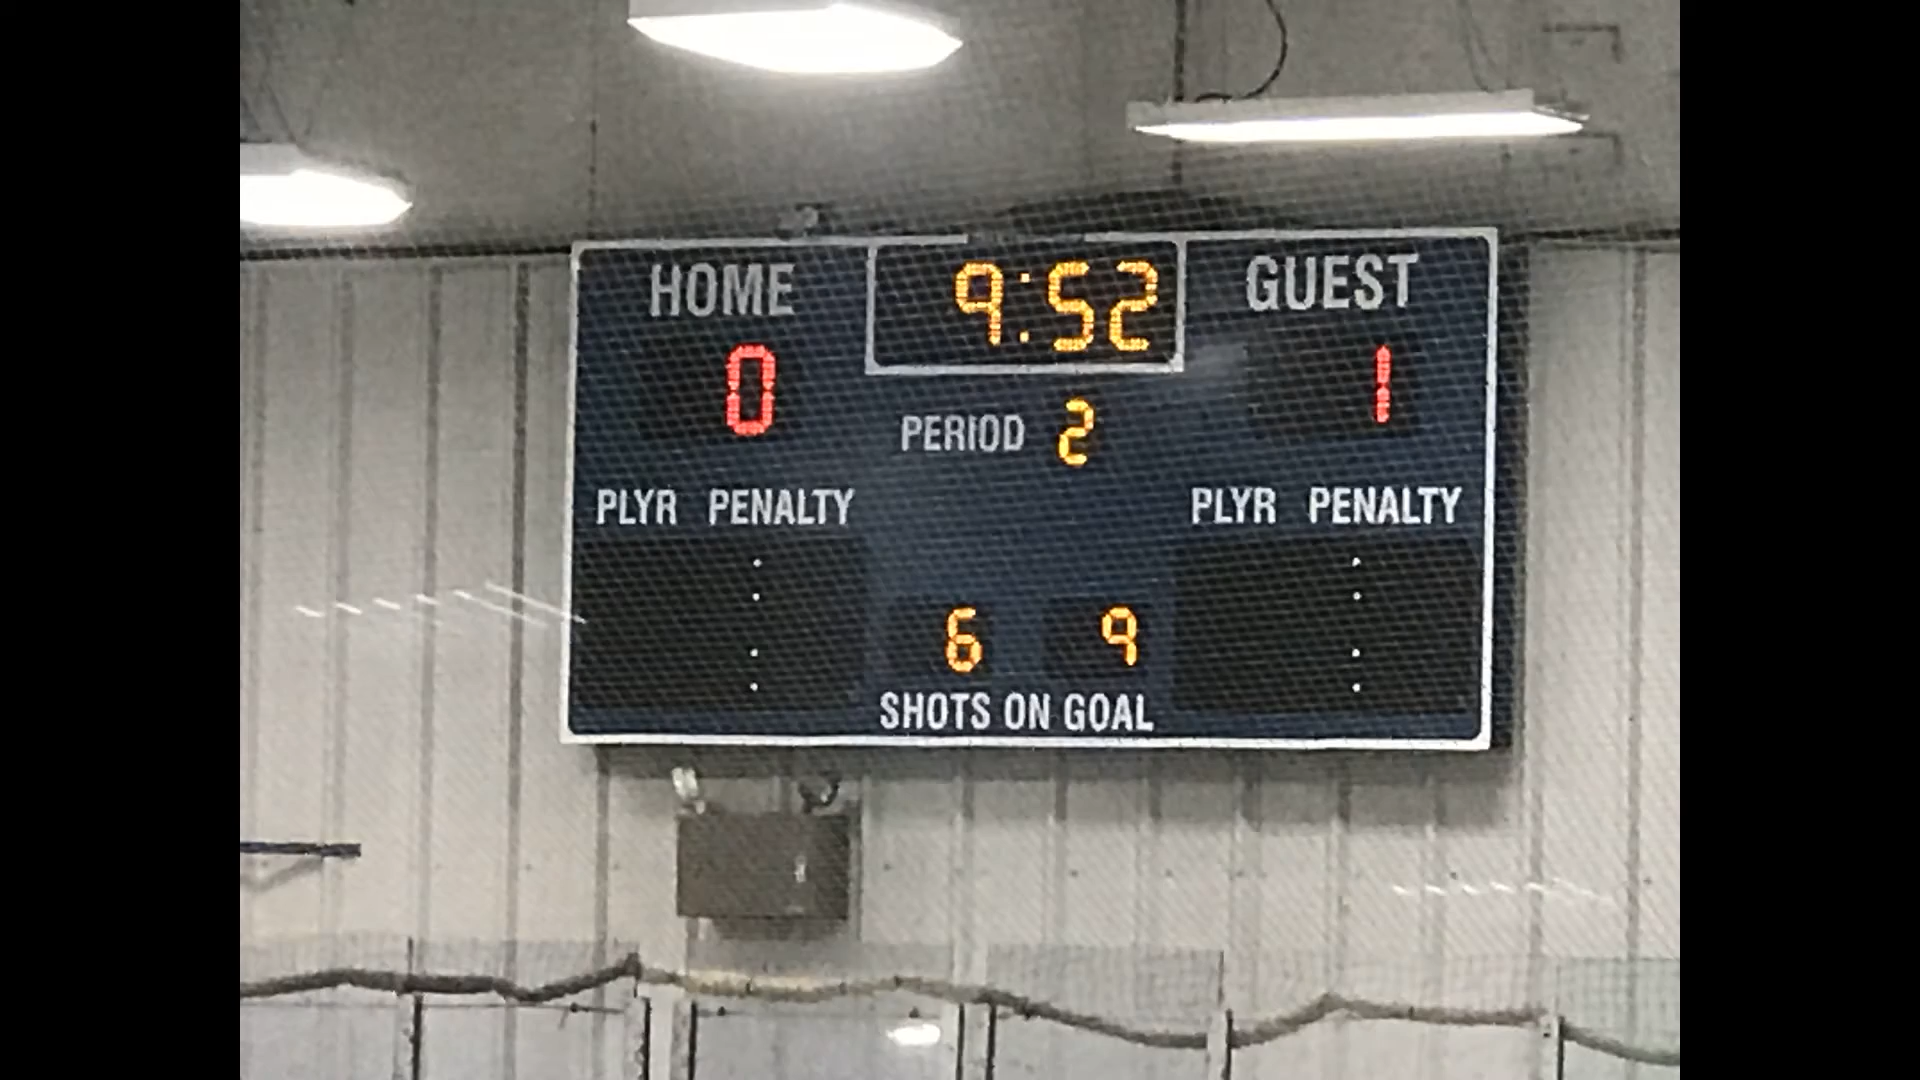 HOME 9:52 GUEST
0 1
PERIOD 2
PLYR PENALTY PLYR PENALTY
6 9
SHOTS ON GOAL